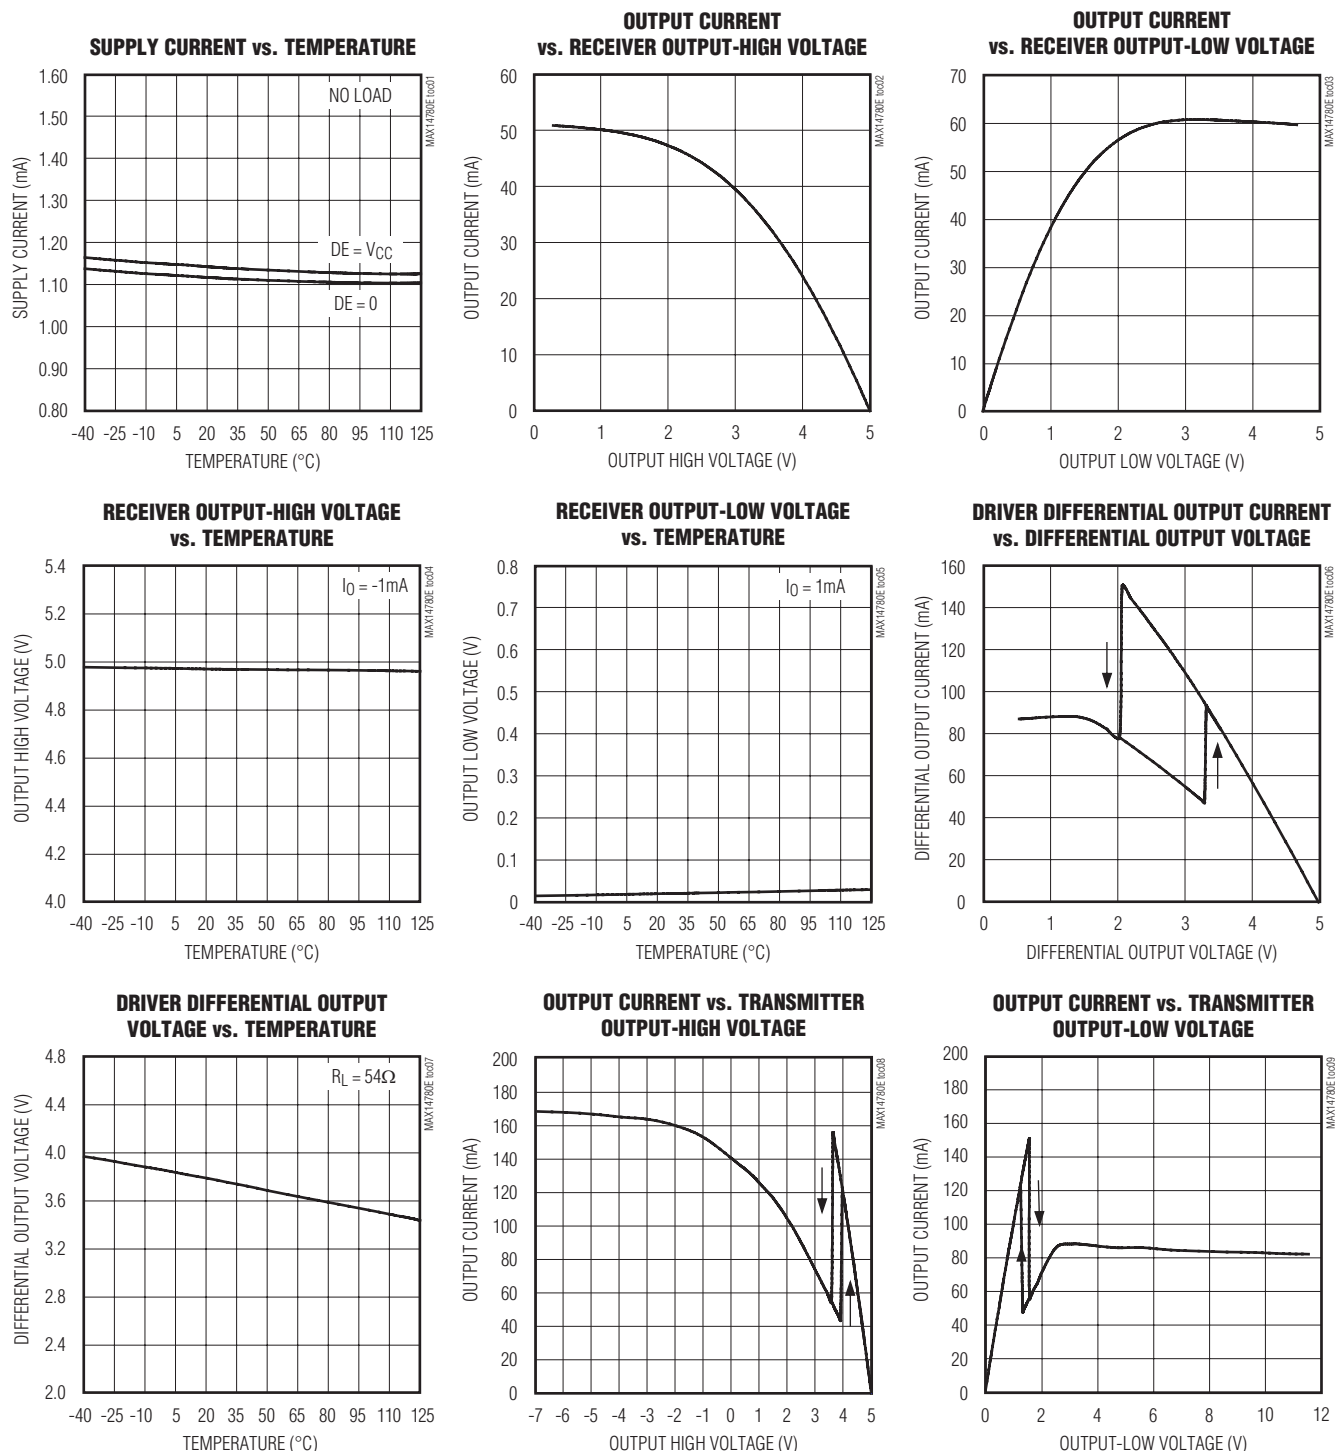 SUPPLY CURRENT vs. TEMPERATURE
1.60
1.50
1.40
1.30
1.20
1.10
1.00
0.90
0.80
SUPPLY CURRENT (mA)
NO LOAD
DE = VCC
DE = 0
MAX14780E toc01
-40 -25 -10 5 20 35 50 65 80 95 110 125
TEMPERATURE (°C)
OUTPUT CURRENT
vs. RECEIVER OUTPUT-HIGH VOLTAGE
60
50
40
30
20
10
0
OUTPUT CURRENT (mA)
MAX14780E toc02
0 1 2 3 4 5
OUTPUT HIGH VOLTAGE (V)
OUTPUT CURRENT
vs. RECEIVER OUTPUT-LOW VOLTAGE
70
60
50
40
30
20
10
0
OUTPUT CURRENT (mA)
MAX14780E toc03
0 1 2 3 4 5
OUTPUT LOW VOLTAGE (V)
RECEIVER OUTPUT-HIGH VOLTAGE
vs. TEMPERATURE
5.4
5.2
5.0
4.8
4.6
4.4
4.2
4.0
OUTPUT HIGH VOLTAGE (V)
IO = -1mA
MAX14780E toc04
-40 -25 -10 5 20 35 50 65 80 95 110 125
TEMPERATURE (°C)
RECEIVER OUTPUT-LOW VOLTAGE
vs. TEMPERATURE
0.8
0.7
0.6
0.5
0.4
0.3
0.2
0.1
0
OUTPUT LOW VOLTAGE (V)
IO = 1mA
MAX14780E toc05
-40 -25 -10 5 20 35 50 65 80 95 110 125
TEMPERATURE (°C)
DRIVER DIFFERENTIAL OUTPUT CURRENT
vs. DIFFERENTIAL OUTPUT VOLTAGE
160
140
120
100
80
60
40
20
0
DIFFERENTIAL OUTPUT CURRENT (mA)
MAX14780E toc06
0 1 2 3 4 5
DIFFERENTIAL OUTPUT VOLTAGE (V)
DRIVER DIFFERENTIAL OUTPUT
VOLTAGE vs. TEMPERATURE
4.8
4.4
4.0
3.6
3.2
2.8
2.4
2.0
DIFFERENTIAL OUTPUT VOLTAGE (V)
RL = 54Ω
MAX14780E toc07
-40 -25 -10 5 20 35 50 65 80 95 110 125
TEMPERATURE (°C)
OUTPUT CURRENT vs. TRANSMITTER
OUTPUT-HIGH VOLTAGE
200
180
160
140
120
100
80
60
40
20
0
OUTPUT CURRENT (mA)
MAX14780E toc08
-7 -6 -5 -4 -3 -2 -1 0 1 2 3 4 5
OUTPUT HIGH VOLTAGE (V)
OUTPUT CURRENT vs. TRANSMITTER
OUTPUT-LOW VOLTAGE
200
180
160
140
120
100
80
60
40
20
0
OUTPUT CURRENT (mA)
MAX14780E toc09
0 2 4 6 8 10 12
OUTPUT-LOW VOLTAGE (V)